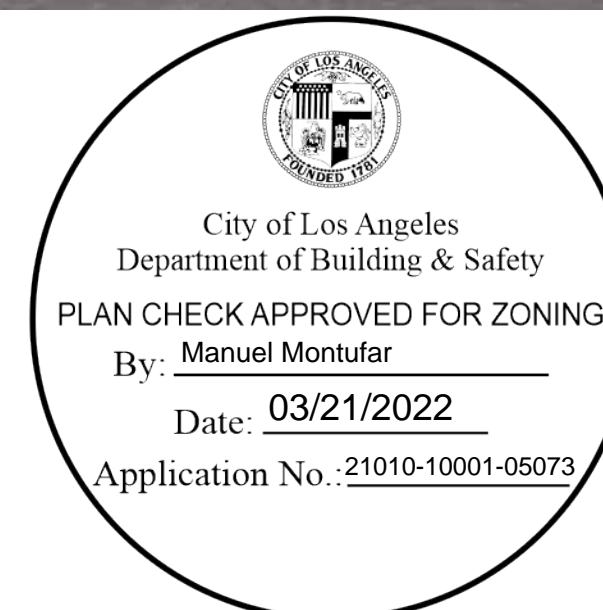 CITY OF LOS ANGELES
FOUNDED 1781
City of Los Angeles
Department of Building & Safety
PLAN CHECK APPROVED FOR ZONING
By: Manuel Montufar
Date: 03/21/2022
Application No.: 21010-10001-05073